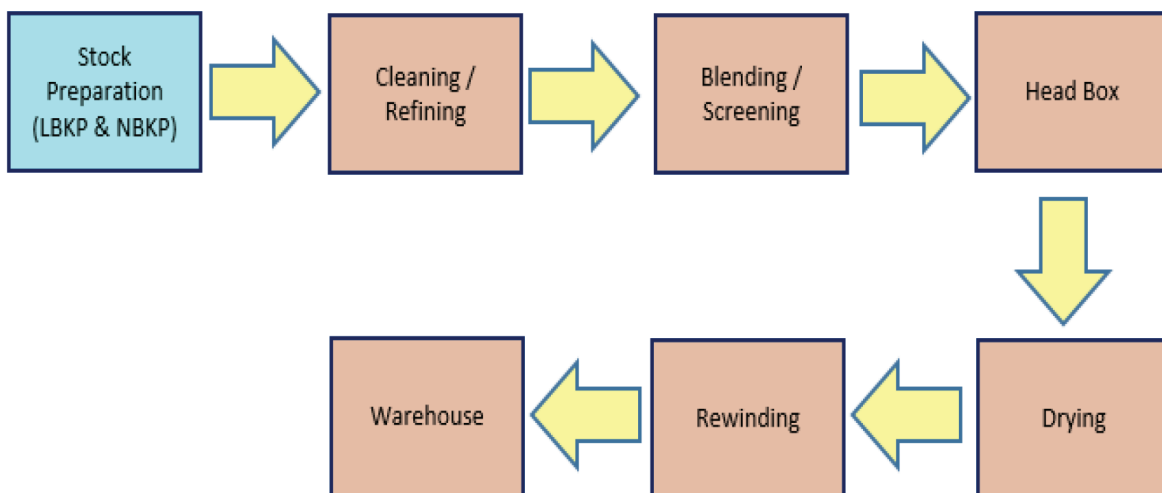 Stock
Preparation
(LBKP & NBKP)
Cleaning /
Refining
Blending /
Screening
Head Box
Drying
Rewinding
Warehouse